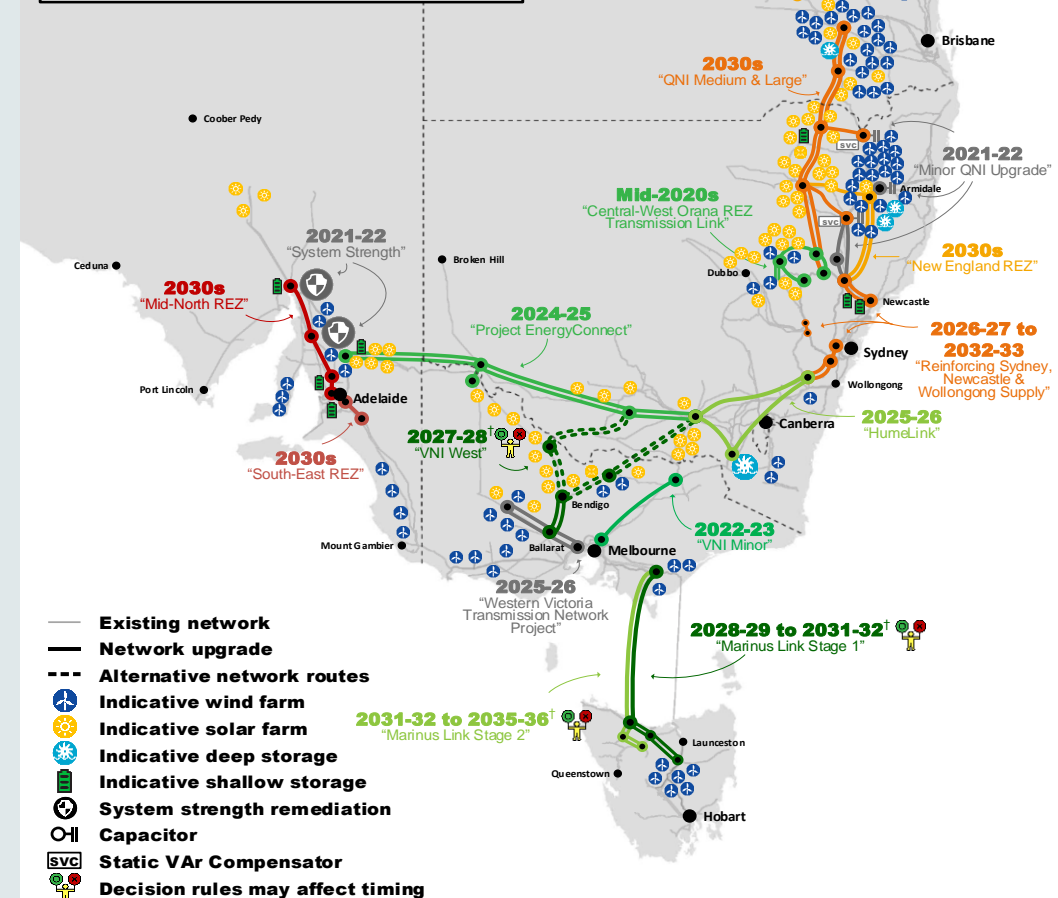 Brisbane
2030s
“QNI Medium & Large”
Coober Pedy
svc
2021-22
“Minor QNI Upgrade”
Armidale
Mid-2020s
“Central-West Orana REZ
Transmission Link”
svc
2021-22
“System Strength”
2030s
“New England REZ”
Ceduna
Broken Hill
Dubbo
2030s
“Mid-North REZ”
Newcastle
2024-25
“Project EnergyConnect”
2026-27 to
2032-33
“Reinforcing Sydney,
Newcastle &
Wollongong Supply”
Sydney
Port Lincoln
Wollongong
Adelaide
2025-26
“HumeLink”
Canberra
2027-28†
“VNI West”
2030s
“South-East REZ”
Bendigo
2022-23
“VNI Minor”
Mount Gambier
Ballarat
Melbourne
2025-26
“Western Victoria
Transmission Network
Project”
2028-29 to 2031-32†
“Marinus Link Stage 1”
2031-32 to 2035-36†
“Marinus Link Stage 2”
Launceston
Queenstown
Hobart
Existing network
Network upgrade
Alternative network routes
Indicative wind farm
Indicative solar farm
Indicative deep storage
Indicative shallow storage
System strength remediation
Capacitor
svc Static VAr Compensator
Decision rules may affect timing